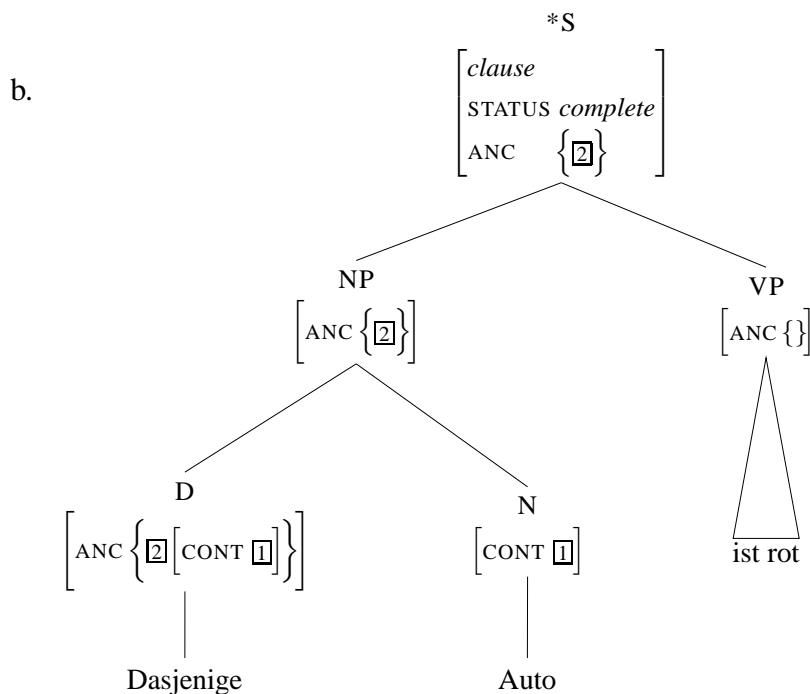 *S
b.
[clause
STATUS complete
ANC {[2]}]
NP VP
[ANC {[2]}] [ANC {}]
D N
[ANC {[2] [CONT [1]]}] [CONT [1]] ist rot
Dasjenige Auto